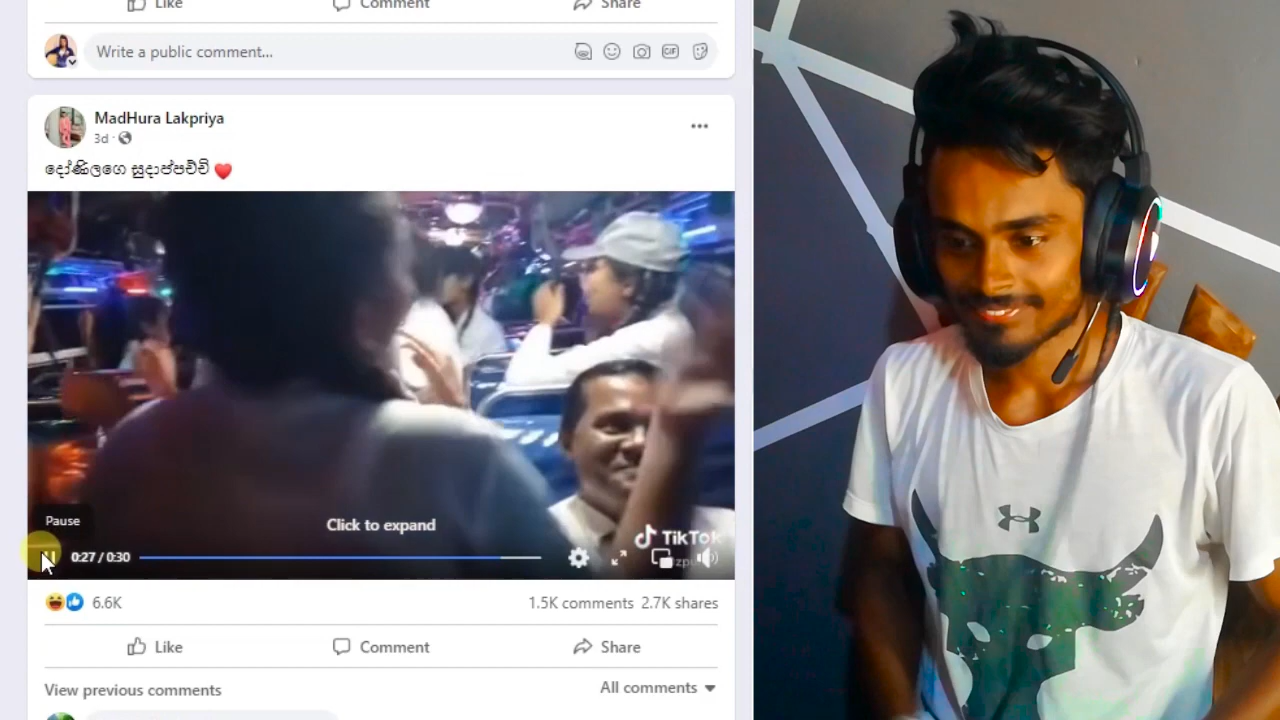 Like Comment Share
Write a public comment...
GIF
MadHura Lakpriya
3d
දෝණිලගෙ සුදාප්පච්චි ❤️
Pause
Click to expand
TikTok
0:27 / 0:30
6.6K 1.5K comments 2.7K shares
Like Comment Share
View previous comments All comments